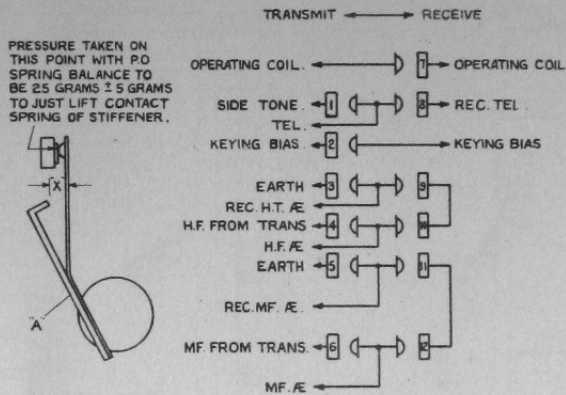 TRANSMIT RECEIVE
PRESSURE TAKEN ON
THIS POINT WITH P.O
SPRING BALANCE TO
BE 25 GRAMS ± 5 GRAMS
TO JUST LIFT CONTACT
SPRING OF STIFFENER.
X
A
OPERATING COIL. 7 OPERATING COIL
SIDE TONE. 1 8 REC. TEL.
TEL.
KEYING BIAS 2 KEYING BIAS
EARTH 3 9
REC. H.T. Æ
H.F. FROM TRANS 4 10
H.F. Æ
EARTH 5 11
REC. MF. Æ.
MF. FROM TRANS. 6 12
MF. Æ